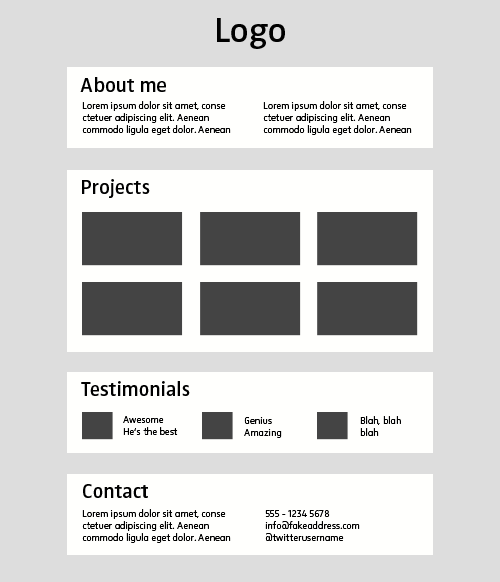 Logo
About me
Lorem ipsum dolor sit amet, conse
ctetuer adipiscing elit. Aenean
commodo ligula eget dolor. Aenean
Lorem ipsum dolor sit amet, conse
ctetuer adipiscing elit. Aenean
commodo ligula eget dolor. Aenean
Projects
Testimonials
Awesome
He's the best
Genius
Amazing
Blah, blah
blah
Contact
Lorem ipsum dolor sit amet, conse
ctetuer adipiscing elit. Aenean
commodo ligula eget dolor. Aenean
555 - 1234 5678
info@fakeaddress.com
@twitterusername